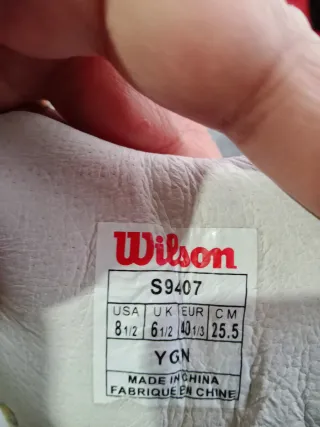 Wilson
S9407
USA UK EUR CM
8 1/2 6 1/2 40 1/3 25.5
YGN
MADE IN CHINA
FABRIQUE EN CHINE